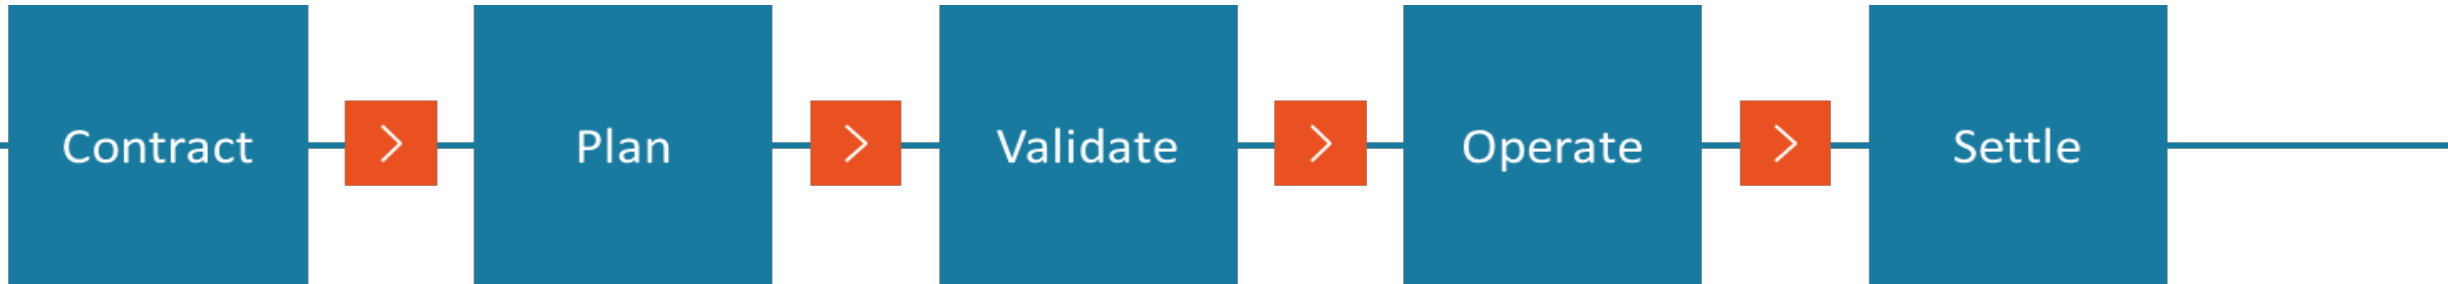 Contract > Plan > Validate > Operate > Settle